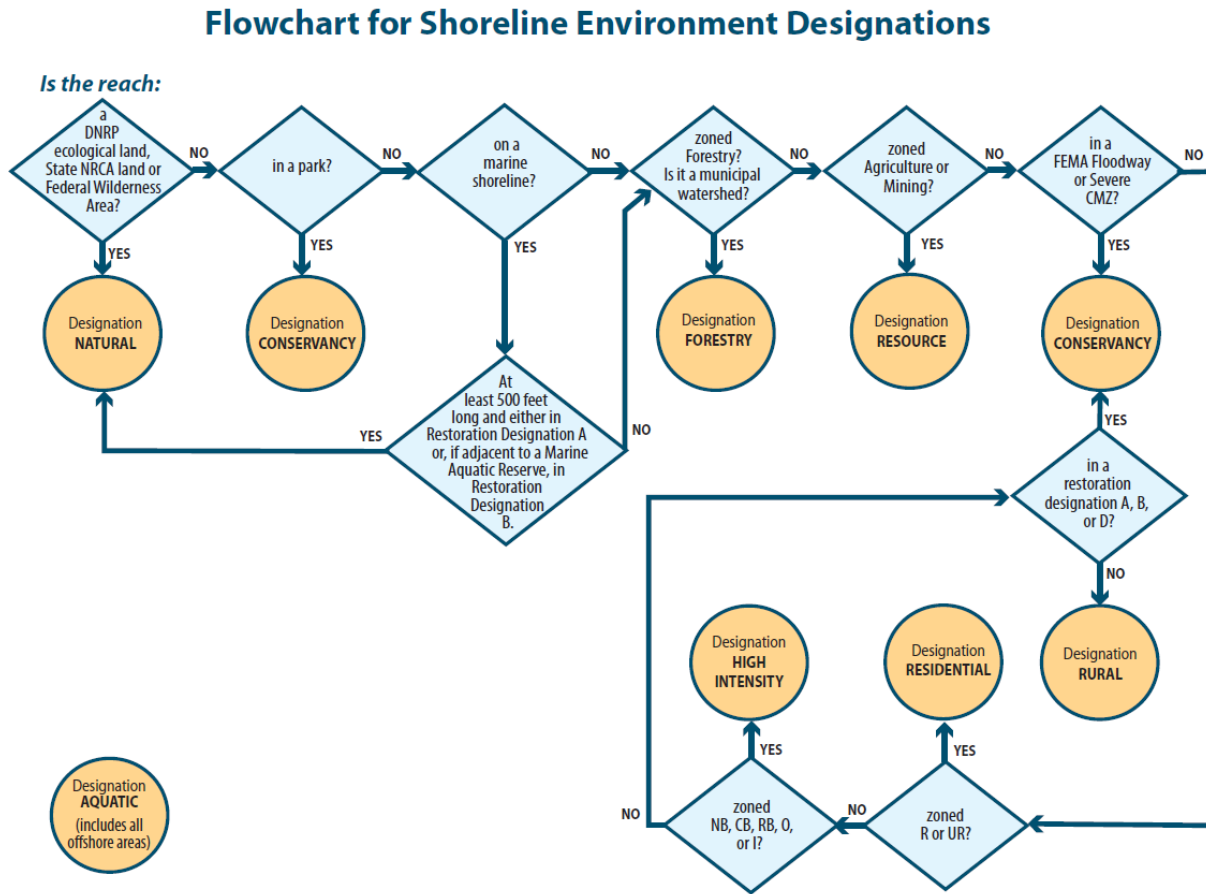 Flowchart for Shoreline Environment Designations
Is the reach:
a
DNRP
ecological land,
State NRCA land or
Federal Wilderness
Area?
NO
in a park?
NO
on a
marine
shoreline?
NO
zoned
Forestry?
Is it a municipal
watershed?
NO
zoned
Agriculture or
Mining?
NO
in a
FEMA Floodway
or Severe
CMZ?
NO
YES
YES
YES
YES
YES
YES
Designation
NATURAL
Designation
CONSERVANCY
Designation
FORESTRY
Designation
RESOURCE
Designation
CONSERVANCY
At
least 500 feet
long and either in
Restoration Designation A
or, if adjacent to a Marine
Aquatic Reserve, in
Restoration
Designation
B.
YES
NO
YES
in a
restoration
designation A, B,
or D?
NO
Designation
HIGH
INTENSITY
Designation
RESIDENTIAL
Designation
RURAL
YES
YES
Designation
AQUATIC
(includes all
offshore areas)
NO
zoned
NB, CB, RB, O,
or I?
NO
zoned
R or UR?